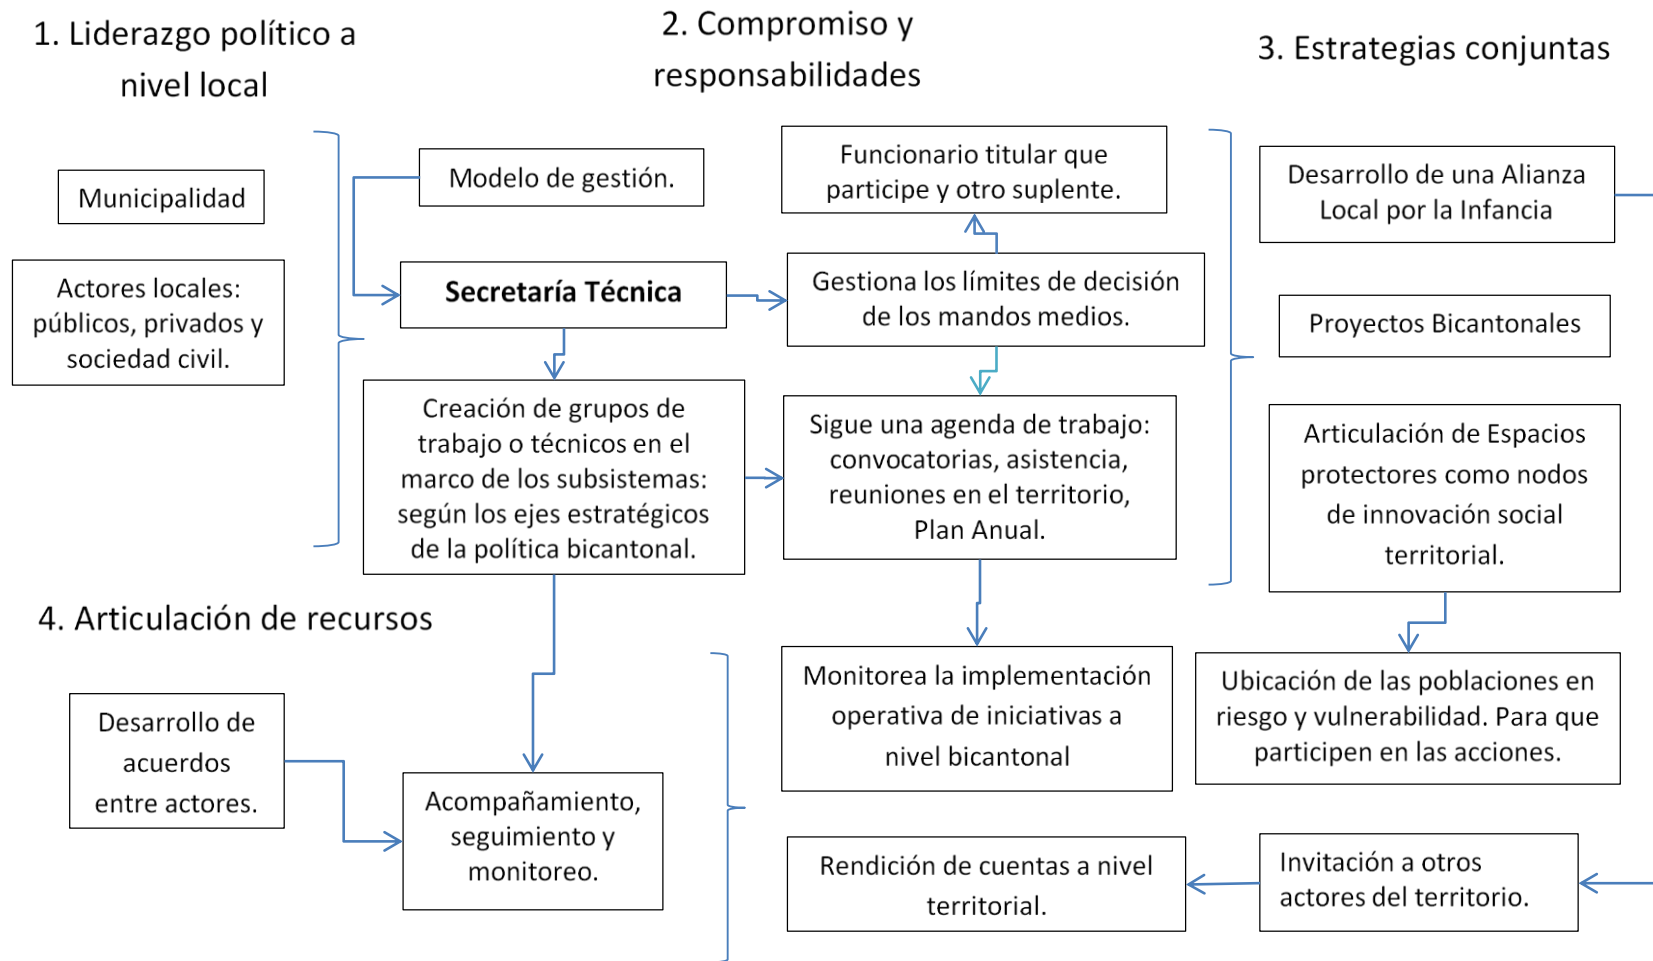 1. Liderazgo político a
nivel local
2. Compromiso y
responsabilidades
3. Estrategias conjuntas
Municipalidad
Actores locales:
públicos, privados y
sociedad civil.
Modelo de gestión.
Secretaría Técnica
Creación de grupos de
trabajo o técnicos en el
marco de los subsistemas:
según los ejes estratégicos
de la política bicantonal.
Funcionario titular que
participe y otro suplente.
Gestiona los límites de decisión
de los mandos medios.
Sigue una agenda de trabajo:
convocatorias, asistencia,
reuniones en el territorio,
Plan Anual.
Desarrollo de una Alianza
Local por la Infancia
Proyectos Bicantonales
Articulación de Espacios
protectores como nodos
de innovación social
territorial.
4. Articulación de recursos
Desarrollo de
acuerdos
entre actores.
Acompañamiento,
seguimiento y
monitoreo.
Monitorea la implementación
operativa de iniciativas a
nivel bicantonal
Ubicación de las poblaciones en
riesgo y vulnerabilidad. Para que
participen en las acciones.
Rendición de cuentas a nivel
territorial.
Invitación a otros
actores del territorio.